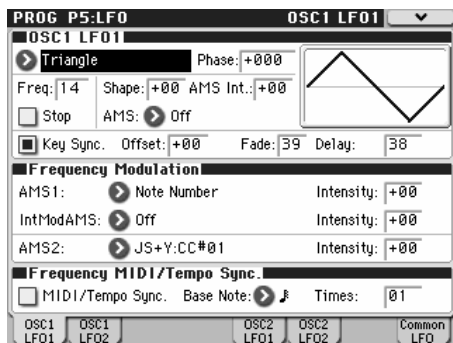 PROG P5:LFO OSC1 LFO1
OSC1 LFO1
Triangle Phase: +000
Freq: 14 Shape: +00 AMS Int.: +00
Stop AMS: Off
Key Sync. Offset: +00 Fade: 39 Delay: 38
Frequency Modulation
AMS1: Note Number Intensity: +00
IntModAMS: Off Intensity: +00
AMS2: JS+Y:CC#01 Intensity: +00
Frequency MIDI/Tempo Sync.
MIDI/Tempo Sync. Base Note: Times: 01
OSC1 LFO1 OSC1 LFO2 OSC2 LFO1 OSC2 LFO2 Common LFO